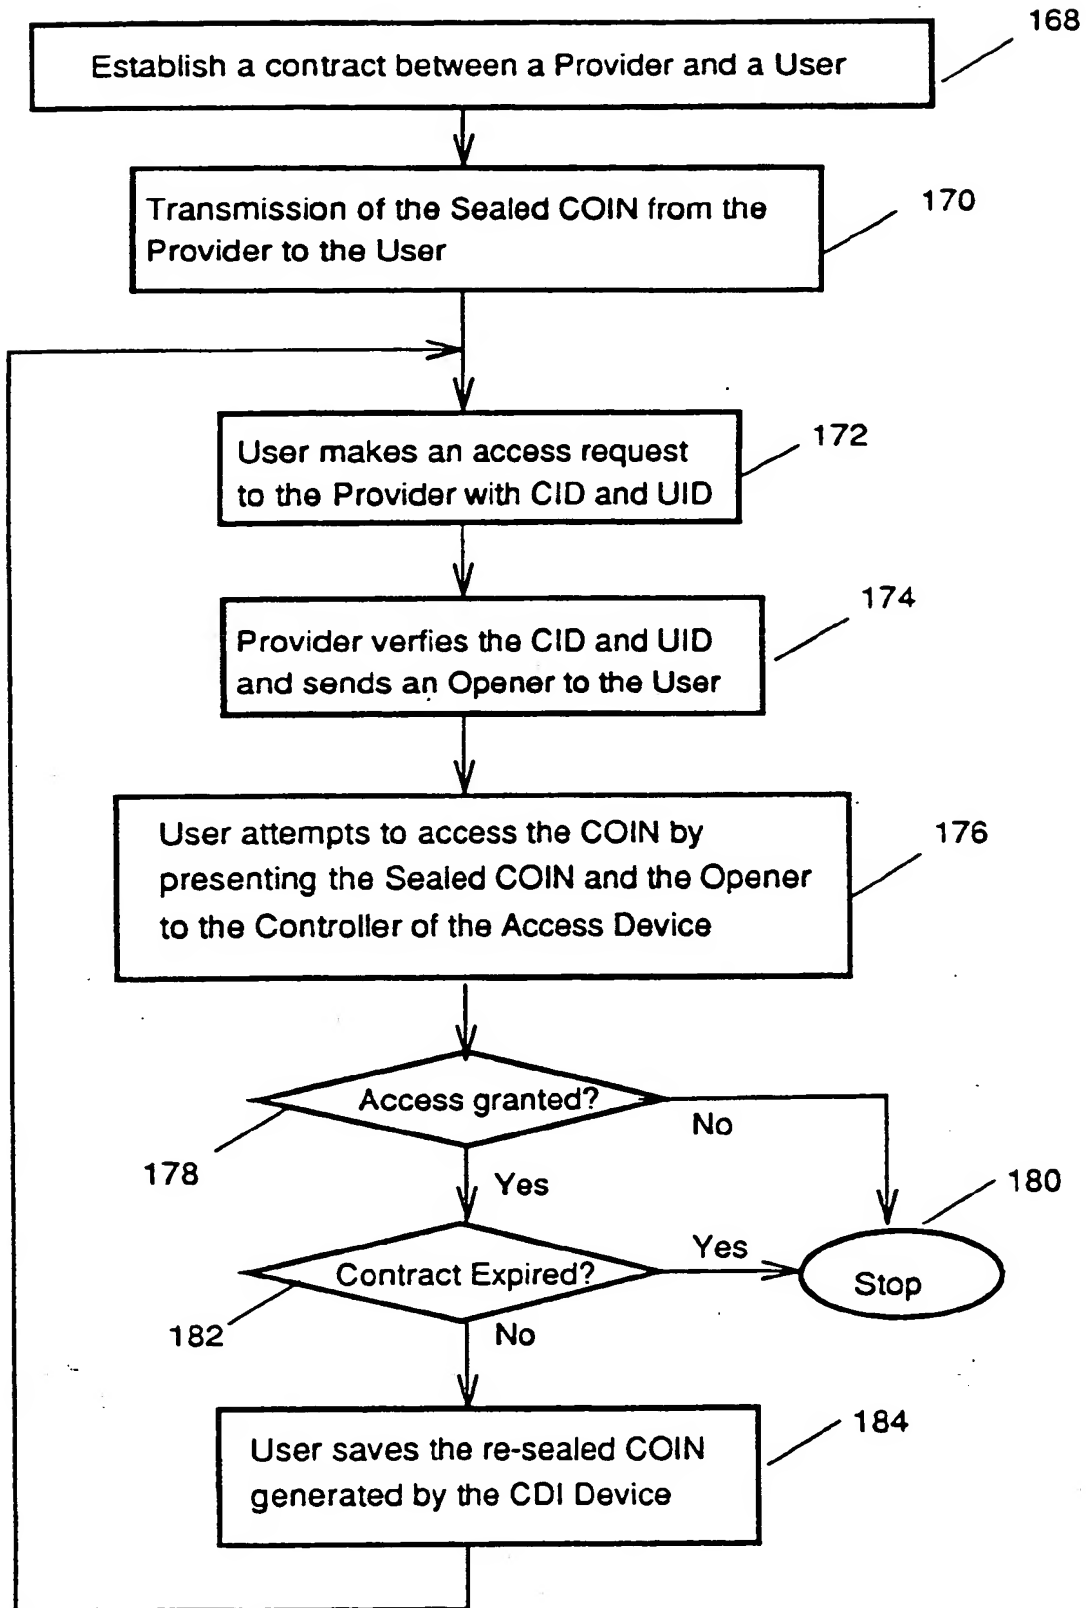 168
Establish a contract between a Provider and a User
Transmission of the Sealed COIN from the
Provider to the User
170
User makes an access request
to the Provider with CID and UID
172
174
Provider verfies the CID and UID
and sends an Opener to the User
User attempts to access the COIN by
presenting the Sealed COIN and the Opener
to the Controller of the Access Device
176
Access granted?
No
178
Yes
180
Contract Expired?
Yes
Stop
182
No
184
User saves the re-sealed COIN
generated by the CDI Device